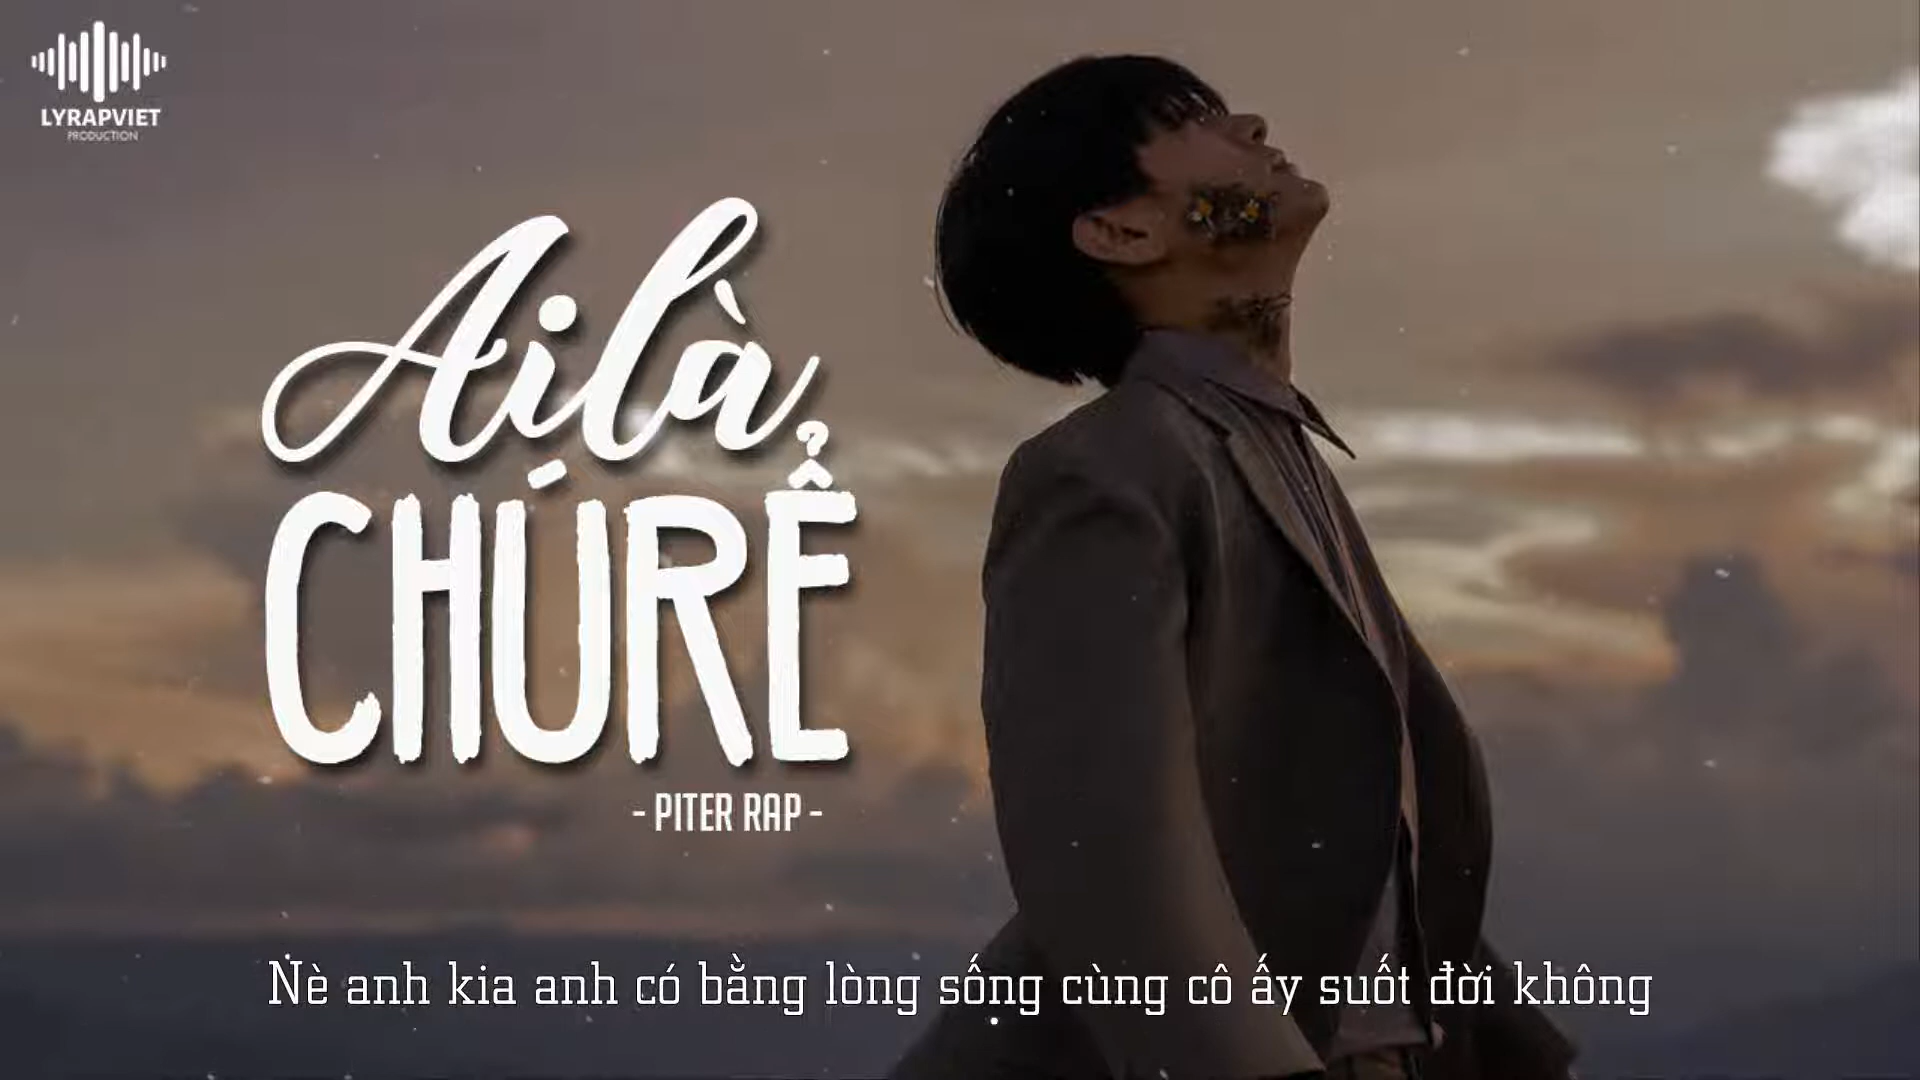 LYRAPVIET
PRODUCTION
Ai là
CHÚ RỂ
- PITER RAP -
Nè anh kia anh có bằng lòng sống cùng cô ấy suốt đời không